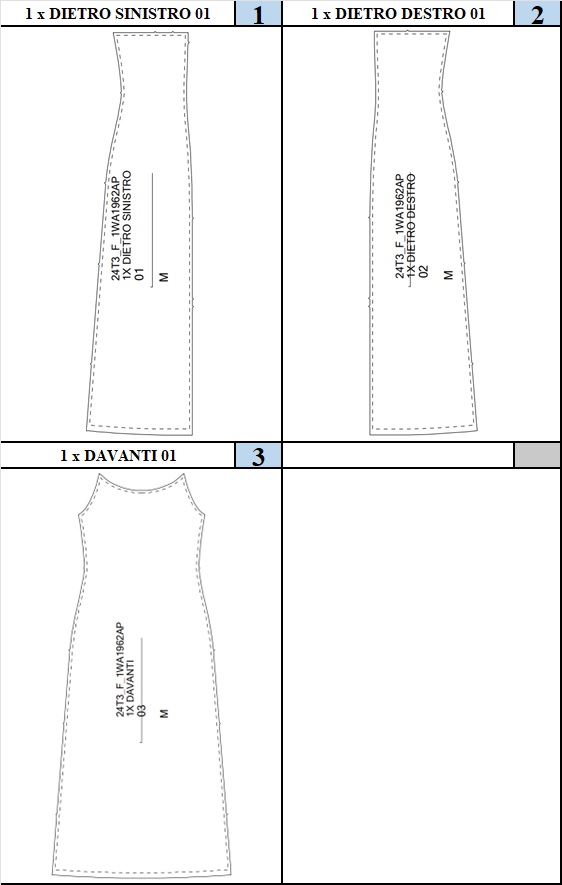 1 x DIETRO SINISTRO 01
1
24T3_F_1WA1962AP
1X DIETRO SINISTRO
01
M
1 x DIETRO DESTRO 01
2
24T3_F_1WA1962AP
1X DIETRO DESTRO
02
M
1 x DAVANTI 01
3
24T3_F_1WA1962AP
1X DAVANTI
03
M